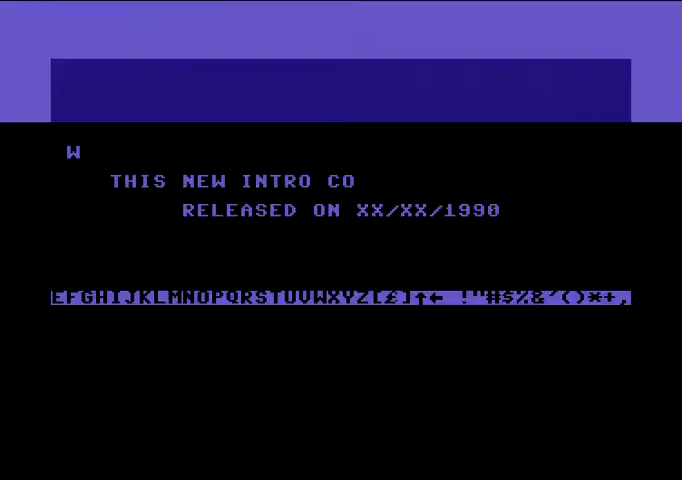 W
THIS NEW INTRO CO
RELEASED ON XX/XX/1990
EFGHIJKLMNOPQRSTUVWXYZ[£]↑← !"#$%&'()*+,